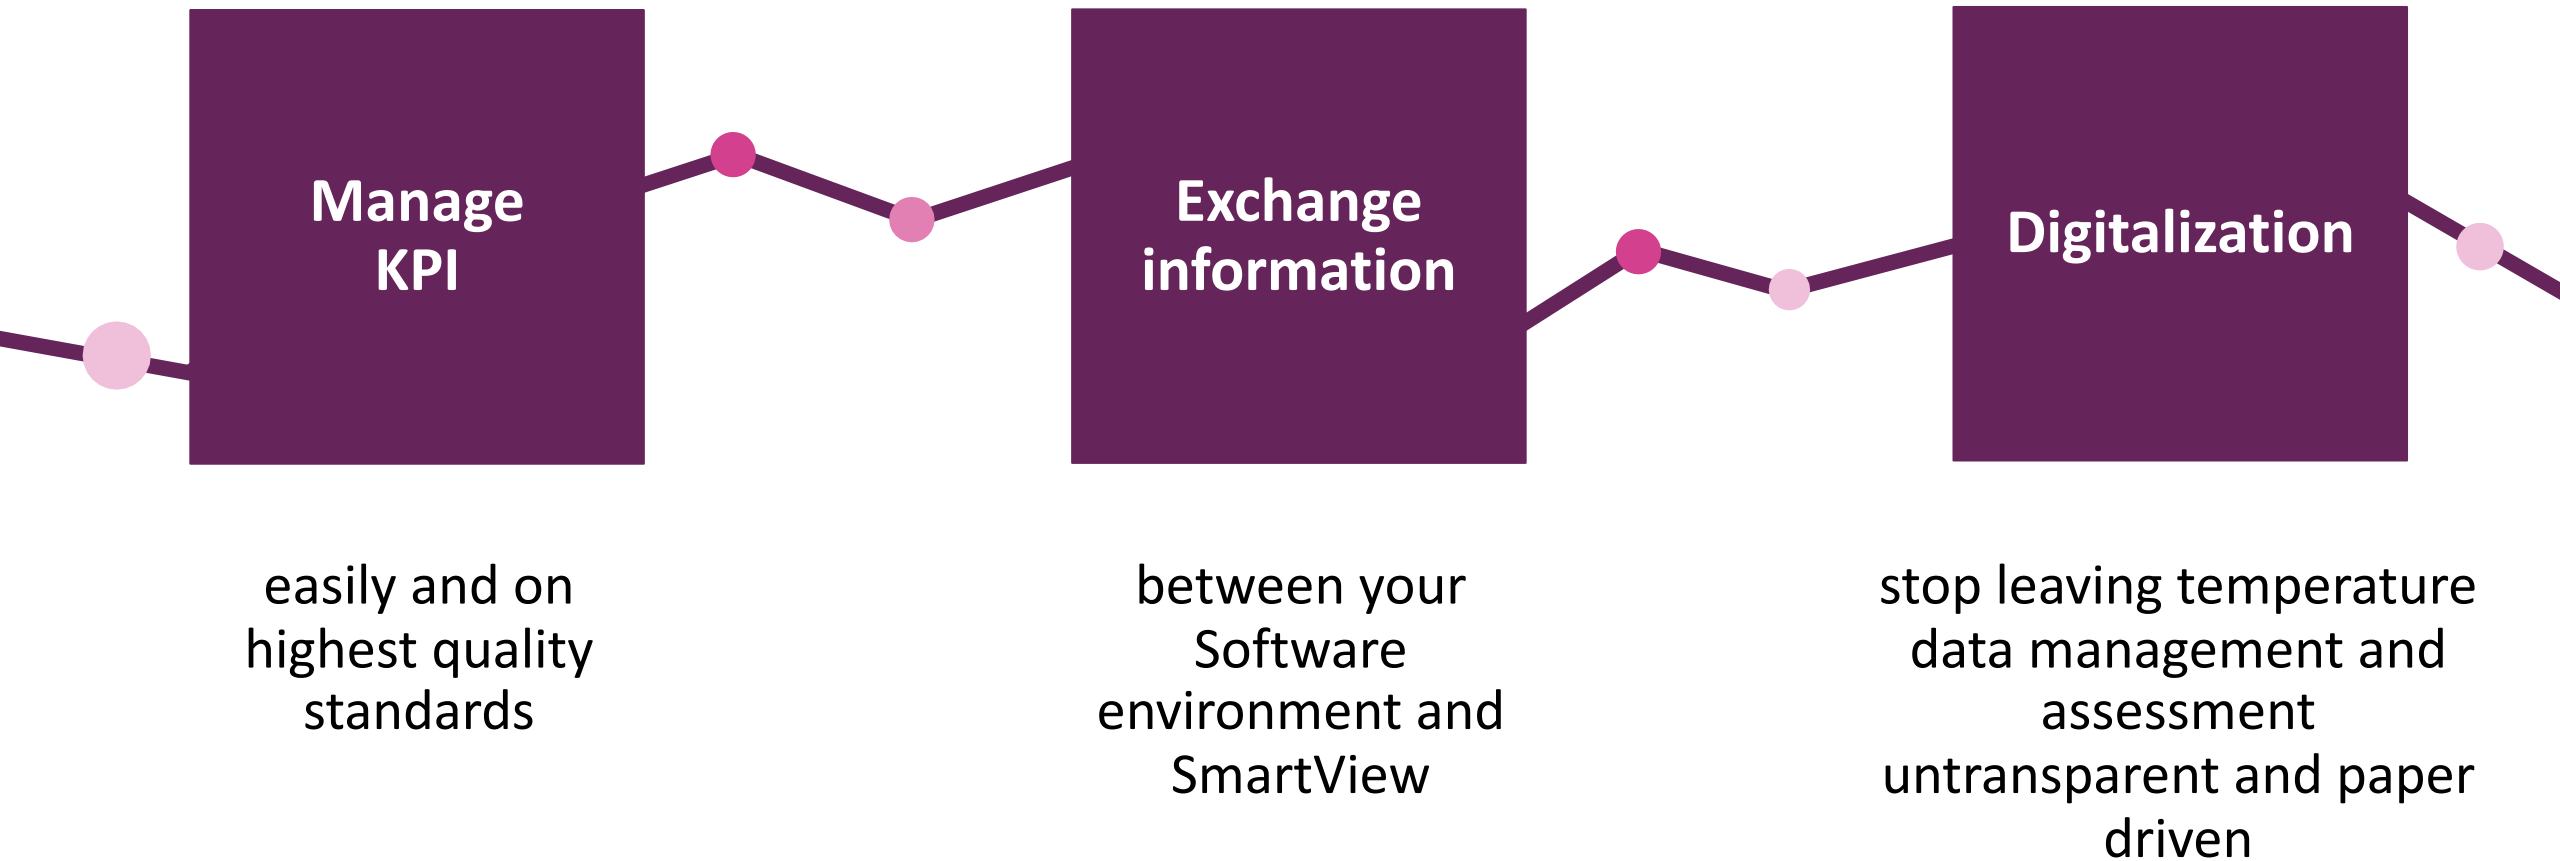 Manage
KPI
easily and on
highest quality
standards
Exchange
information
between your
Software
environment and
SmartView
Digitalization
stop leaving temperature
data management and
assessment
untransparent and paper
driven